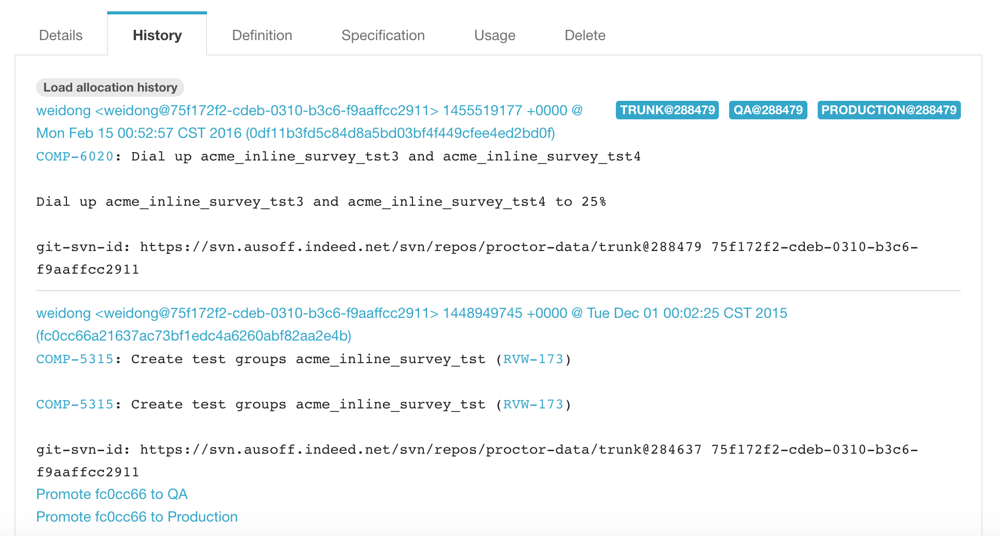 Details History Definition Specification Usage Delete
Load allocation history
weidong <weidong@75f172f2-cdeb-0310-b3c6-f9aaffcc2911> 1455519177 +0000 @ TRUNK@288479 QA@288479 PRODUCTION@288479
Mon Feb 15 00:52:57 CST 2016 (0df11b3fd5c84d8a5bd03bf4f449cfee4ed2bd0f)
COMP-6020: Dial up acme_inline_survey_tst3 and acme_inline_survey_tst4
Dial up acme_inline_survey_tst3 and acme_inline_survey_tst4 to 25%
git-svn-id: https://svn.ausoff.indeed.net/svn/repos/proctor-data/trunk@288479 75f172f2-cdeb-0310-b3c6-
f9aaffcc2911
weidong <weidong@75f172f2-cdeb-0310-b3c6-f9aaffcc2911> 1448949745 +0000 @ Tue Dec 01 00:02:25 CST 2015
(fc0cc66a21637ac73bf1edc4a6260abf82aa2e4b)
COMP-5315: Create test groups acme_inline_survey_tst (RVW-173)
COMP-5315: Create test groups acme_inline_survey_tst (RVW-173)
git-svn-id: https://svn.ausoff.indeed.net/svn/repos/proctor-data/trunk@284637 75f172f2-cdeb-0310-b3c6-
f9aaffcc2911
Promote fc0cc66 to QA
Promote fc0cc66 to Production